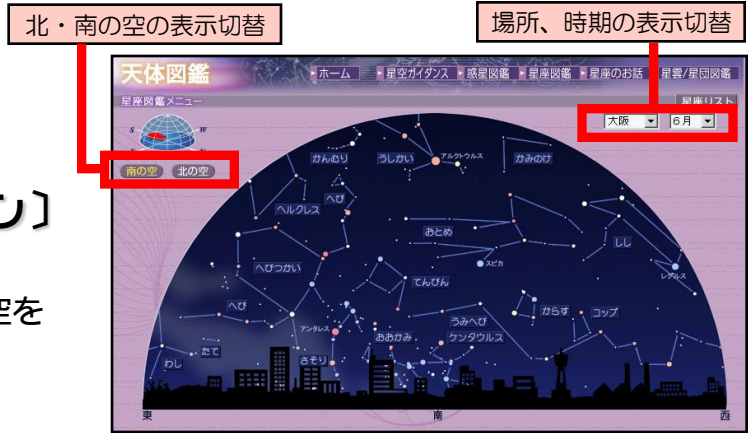 北・南の空の表示切替
場所、時期の表示切替
天体図鑑
ホーム
星空ガイダンス
惑星図鑑
星座図鑑
星座のお話
星雲/星団図鑑
星座図鑑メニュー
星座リスト
大阪
6月
S
W
南の空
北の空
かんむり
うしかい
アルクトウルス
かみのけ
ヘルクレス
へび
おとめ
しし
へびつかい
スピカ
レグルス
てんびん
へび
うみへび
からす
コップ
アンタレス
おおかみ
ケンタウルス
たて
さそり
わし
東
南
西
ン〕
空を